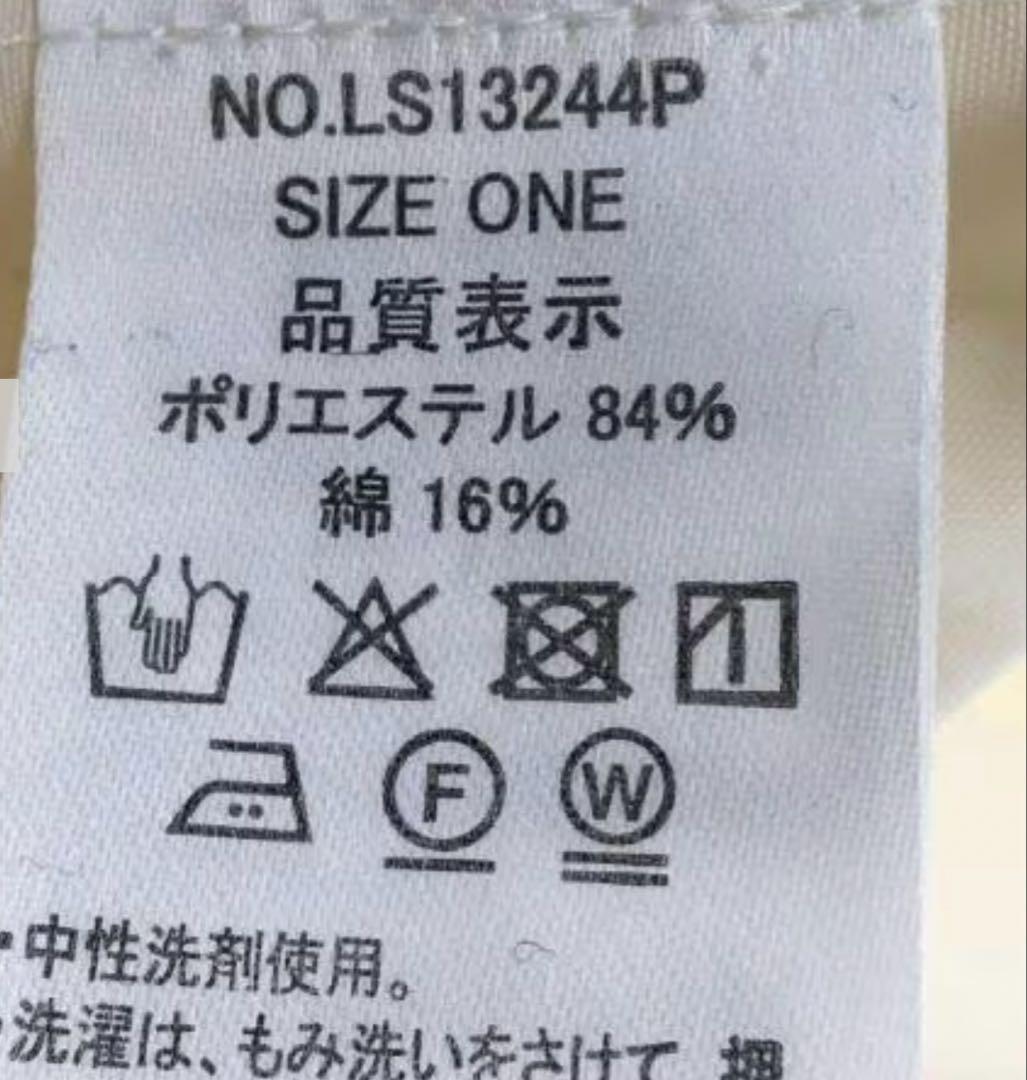 NO.LS13244P
SIZE ONE
品質表示
ポリエステル 84%
綿 16%
F W
・中性洗剤使用。
・洗濯は、もみ洗いをさけて、押